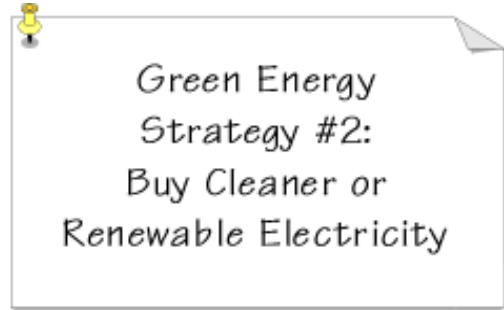 Green Energy
Strategy #2:
Buy Cleaner or
Renewable Electricity